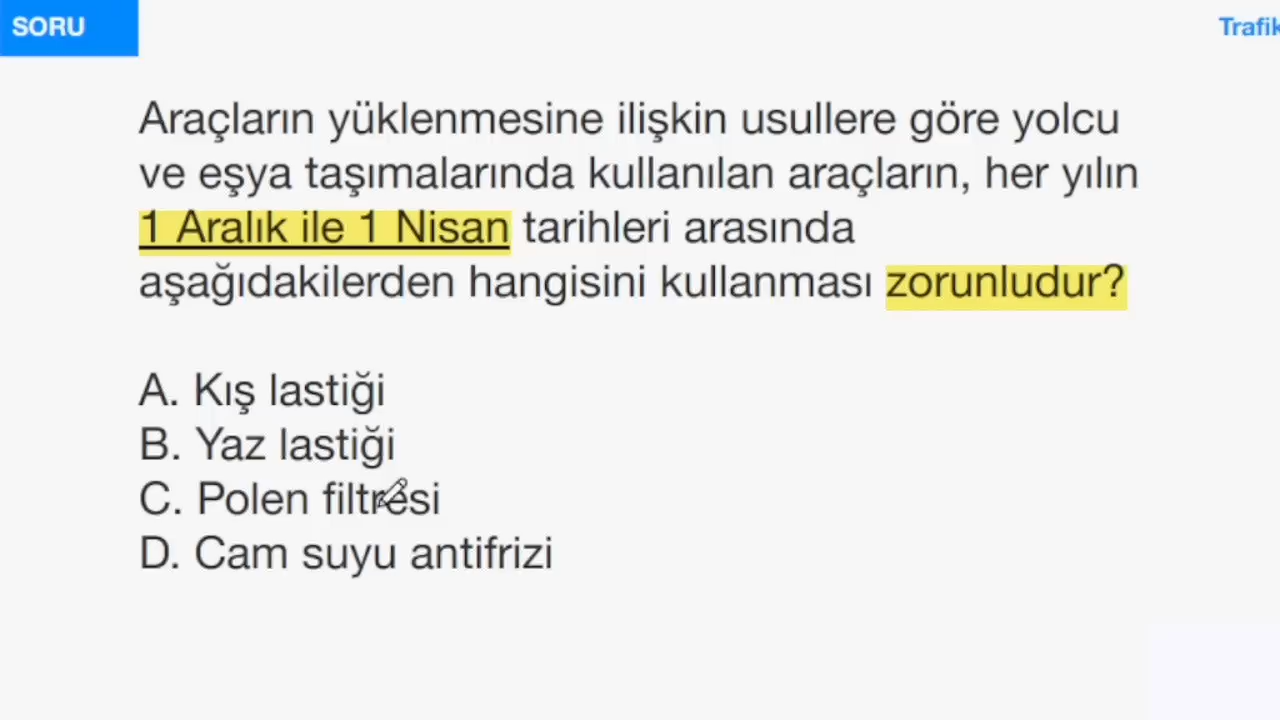 SORU
Trafik
Araçların yüklenmesine ilişkin usullere göre yolcu
ve eşya taşımalarında kullanılan araçların, her yılın
1 Aralık ile 1 Nisan tarihleri arasında
aşağıdakilerden hangisini kullanması zorunludur?
A. Kış lastiği
B. Yaz lastiği
C. Polen filtresi
D. Cam suyu antifrizi